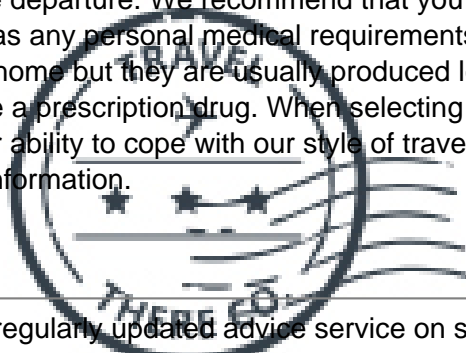 e departure. We recommend that you
as any personal medical requirements
home but they are usually produced l
e a prescription drug. When selecting
r ability to cope with our style of trave
nformation.
TRAVEL
THERE CO.
regularly updated advice service on s